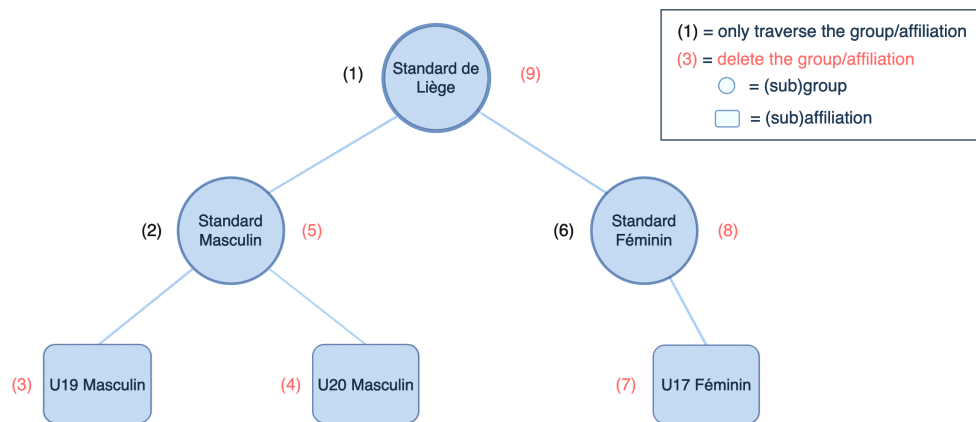 (1) = only traverse the group/affiliation
(3) = delete the group/affiliation
= (sub)group
= (sub)affiliation
(1)
Standard de
Liège
(9)
(2)
Standard
Masculin
(5)
(6)
Standard
Féminin
(8)
(3)
U19 Masculin
(4)
U20 Masculin
(7)
U17 Féminin